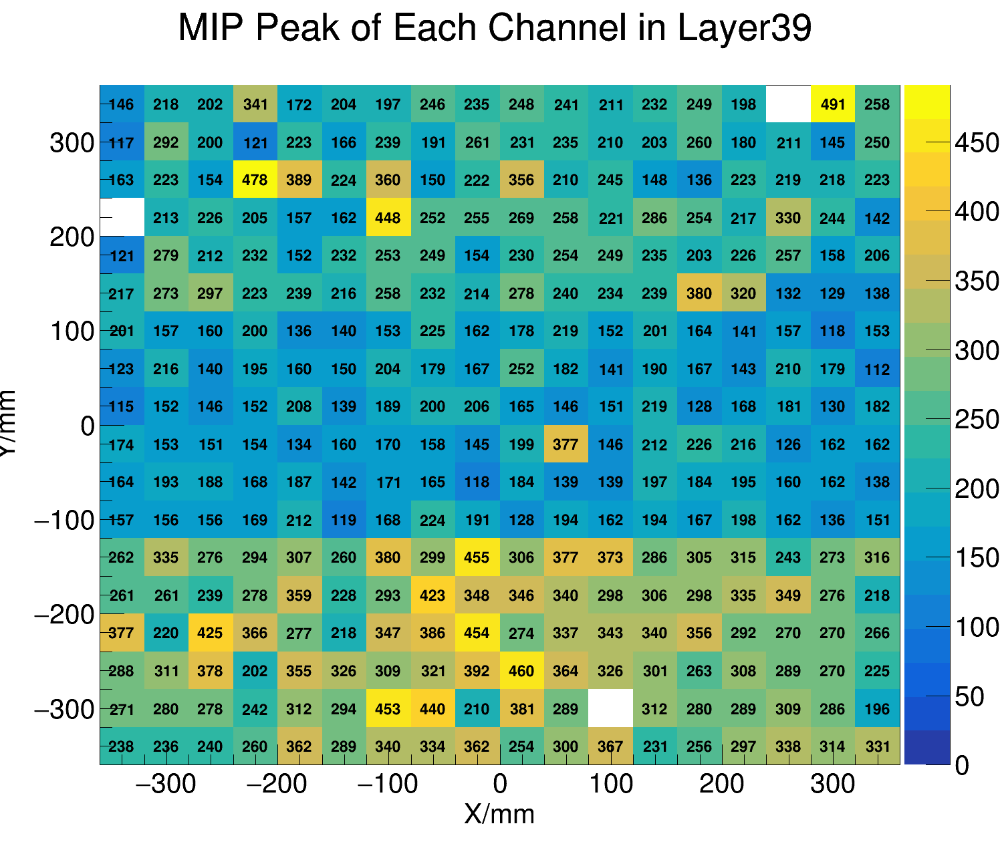 MIP Peak of Each Channel in Layer39
146 218 202 341 172 204 197 246 235 248 241 211 232 249 198 491 258
300 117 292 200 121 223 166 239 191 261 231 235 210 203 260 180 211 145 250 450
163 223 154 478 389 224 360 150 222 356 210 245 148 136 223 219 218 223
213 226 205 157 162 448 252 255 269 258 221 286 254 217 330 244 142 400
200
121 279 212 232 152 232 253 249 154 230 254 249 235 203 226 257 158 206
217 273 297 223 239 216 258 232 214 278 240 234 239 380 320 132 129 138 350
100 201 157 160 200 136 140 153 225 162 178 219 152 201 164 141 157 118 153
300
123 216 140 195 160 150 204 179 167 252 182 141 190 167 143 210 179 112
115 152 146 152 208 139 189 200 206 165 146 151 219 128 168 181 130 182 250
0
Y/mm
174 153 151 154 134 160 170 158 145 199 377 146 212 226 216 126 162 162
164 193 188 168 187 142 171 165 118 184 139 139 197 184 195 160 162 138 200
−100 157 156 156 169 212 119 168 224 191 128 194 162 194 167 198 162 136 151
262 335 276 294 307 260 380 299 455 306 377 373 286 305 315 243 273 316 150
261 261 239 278 359 228 293 423 348 346 340 298 306 298 335 349 276 218
−200
377 220 425 366 277 218 347 386 454 274 337 343 340 356 292 270 270 266 100
288 311 378 202 355 326 309 321 392 460 364 326 301 263 308 289 270 225
50
−300 271 280 278 242 312 294 453 440 210 381 289 312 280 289 309 286 196
238 236 240 260 362 289 340 334 362 254 300 367 231 256 297 338 314 331
0
−300 −200 −100 0 100 200 300
X/mm